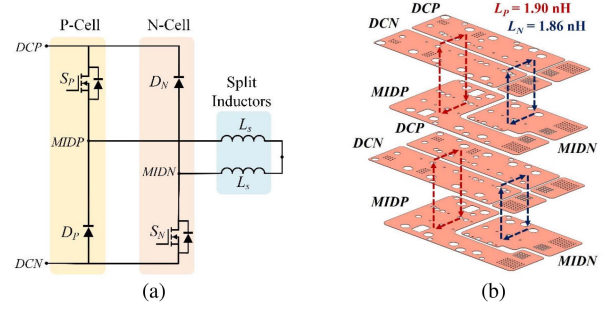 P-Cell N-Cell
DCP
S_P
D_N
Split
Inductors
MIDP
L_s
MIDN
L_s
D_P
S_N
DCN
(a)
L_P = 1.90 nH
L_N = 1.86 nH
DCP
DCN
MIDP
DCP
MIDN
DCN
MIDP
MIDN
(b)